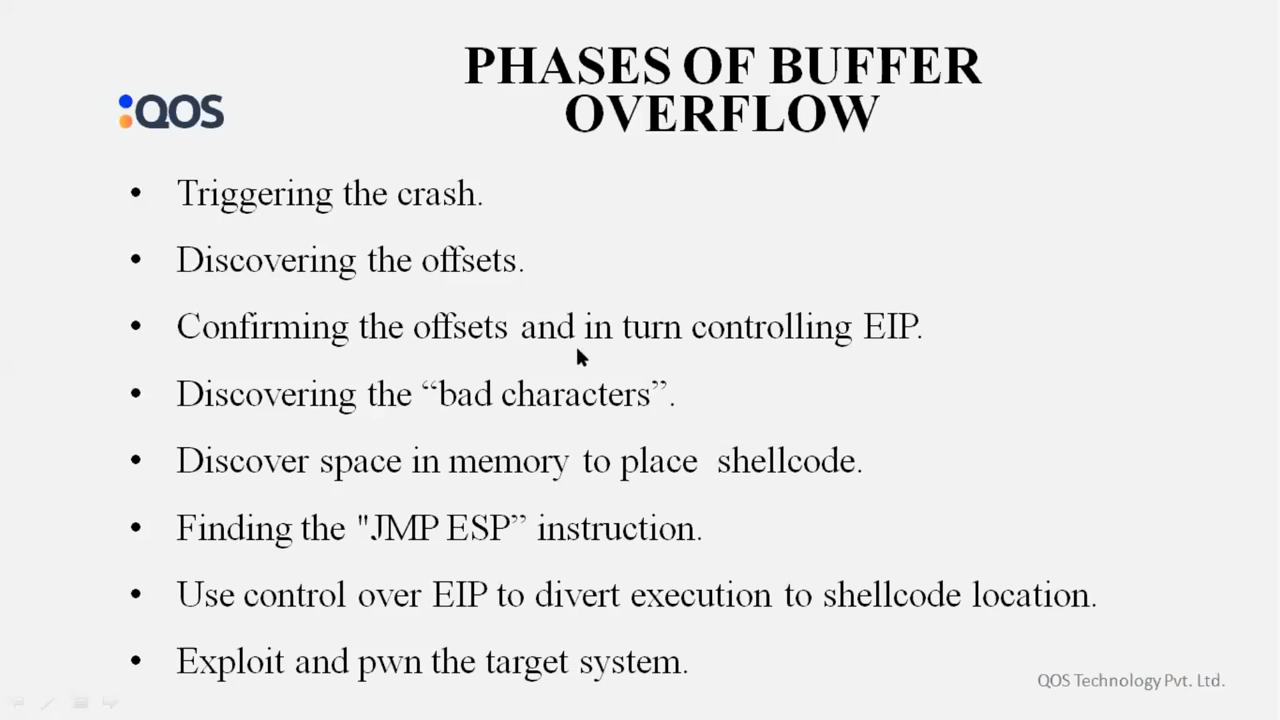 PHASES OF BUFFER
OVERFLOW
QOS
• Triggering the crash.
• Discovering the offsets.
• Confirming the offsets and in turn controlling EIP.
• Discovering the “bad characters”.
• Discover space in memory to place  shellcode.
• Finding the "JMP ESP” instruction.
• Use control over EIP to divert execution to shellcode location.
• Exploit and pwn the target system.
QOS Technology Pvt. Ltd.